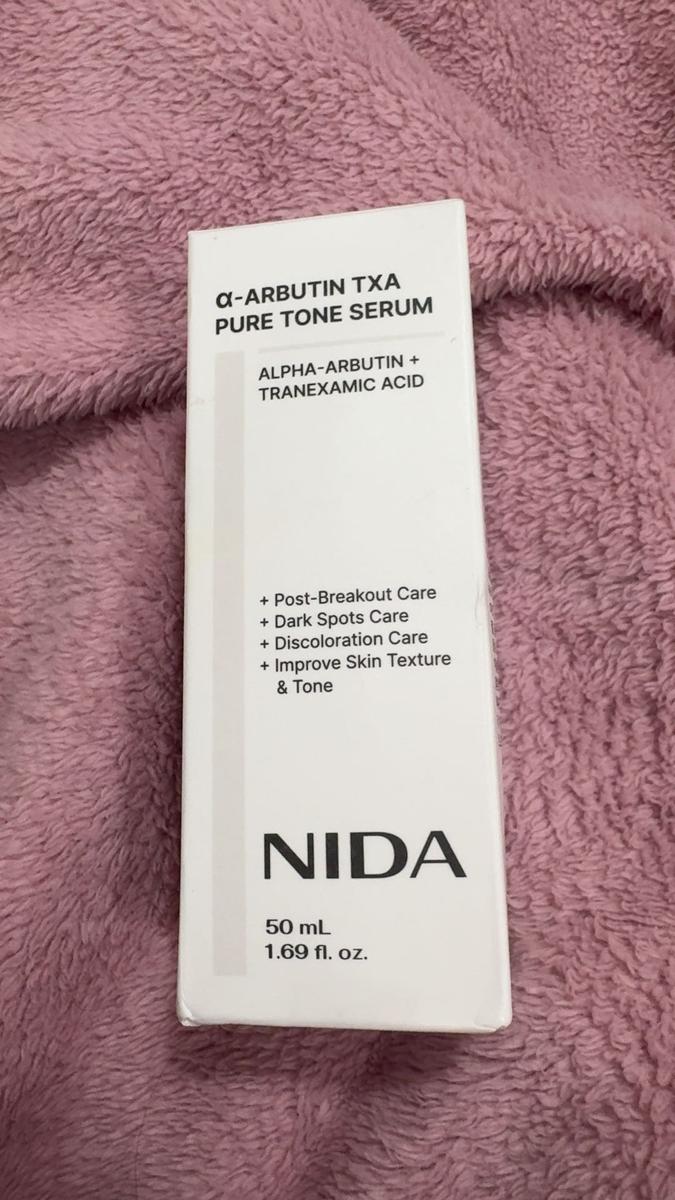 α-ARBUTIN TXA
PURE TONE SERUM
ALPHA-ARBUTIN +
TRANEXAMIC ACID
+ Post-Breakout Care
+ Dark Spots Care
+ Discoloration Care
+ Improve Skin Texture
& Tone
NIDA
50 mL
1.69 fl. oz.